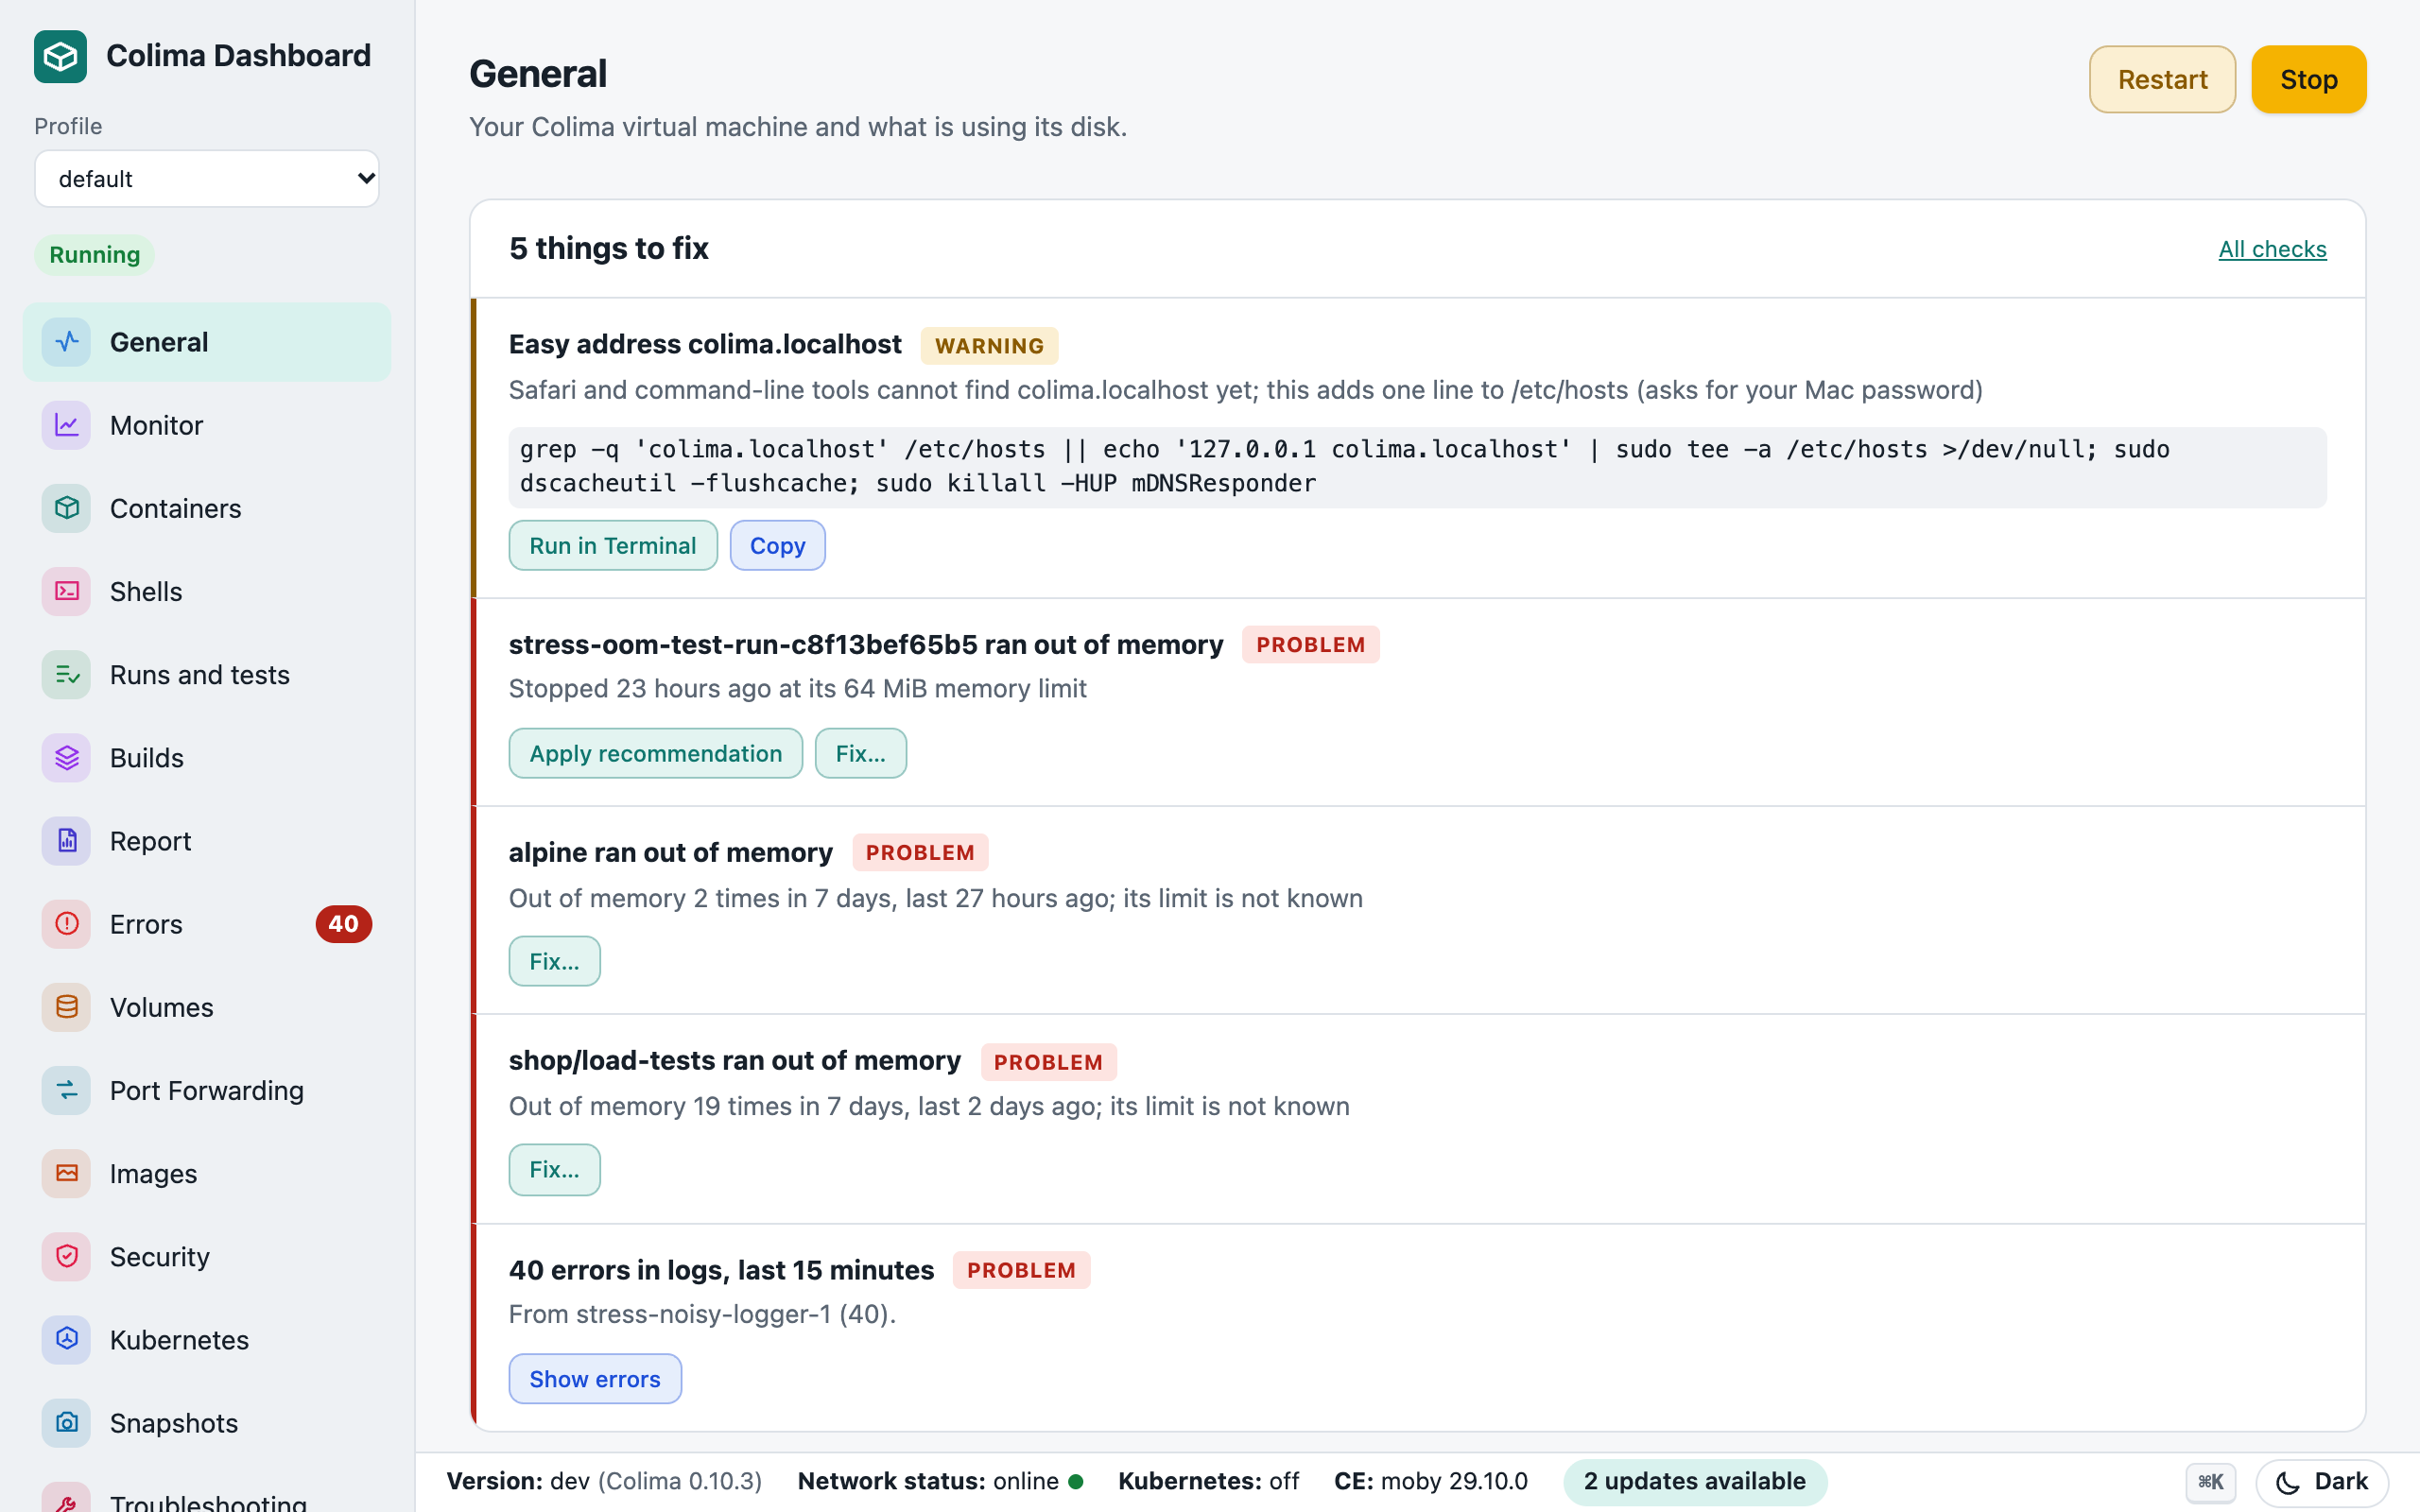 Colima Dashboard
Profile
default
Running
General
Monitor
Containers
Shells
Runs and tests
Builds
Report
Errors 40
Volumes
Port Forwarding
Images
Security
Kubernetes
Snapshots
Troubleshooting
General
Your Colima virtual machine and what is using its disk.
Restart Stop
5 things to fix All checks
Easy address colima.localhost WARNING
Safari and command-line tools cannot find colima.localhost yet; this adds one line to /etc/hosts (asks for your Mac password)
grep -q 'colima.localhost' /etc/hosts || echo '127.0.0.1 colima.localhost' | sudo tee -a /etc/hosts >/dev/null; sudo
dscacheutil -flushcache; sudo killall -HUP mDNSResponder
Run in Terminal Copy
stress-oom-test-run-c8f13bef65b5 ran out of memory PROBLEM
Stopped 23 hours ago at its 64 MiB memory limit
Apply recommendation Fix...
alpine ran out of memory PROBLEM
Out of memory 2 times in 7 days, last 27 hours ago; its limit is not known
Fix...
shop/load-tests ran out of memory PROBLEM
Out of memory 19 times in 7 days, last 2 days ago; its limit is not known
Fix...
40 errors in logs, last 15 minutes PROBLEM
From stress-noisy-logger-1 (40).
Show errors
Version: dev (Colima 0.10.3) Network status: online Kubernetes: off CE: moby 29.10.0 2 updates available ⌘K Dark